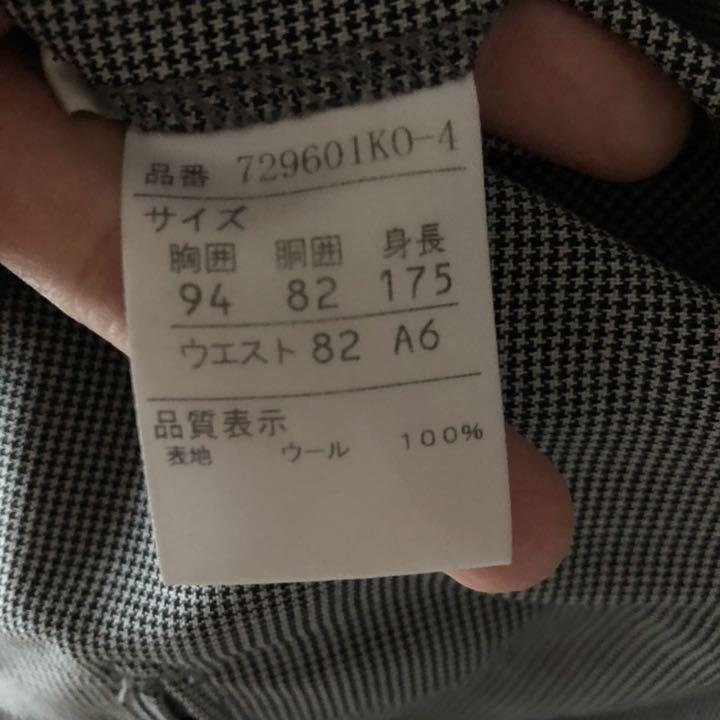 品番 729601KO-4
サイズ
胸囲 胴囲 身長
94 82 175
ウエスト 82 A6
品質表示
表地 ウール 100%